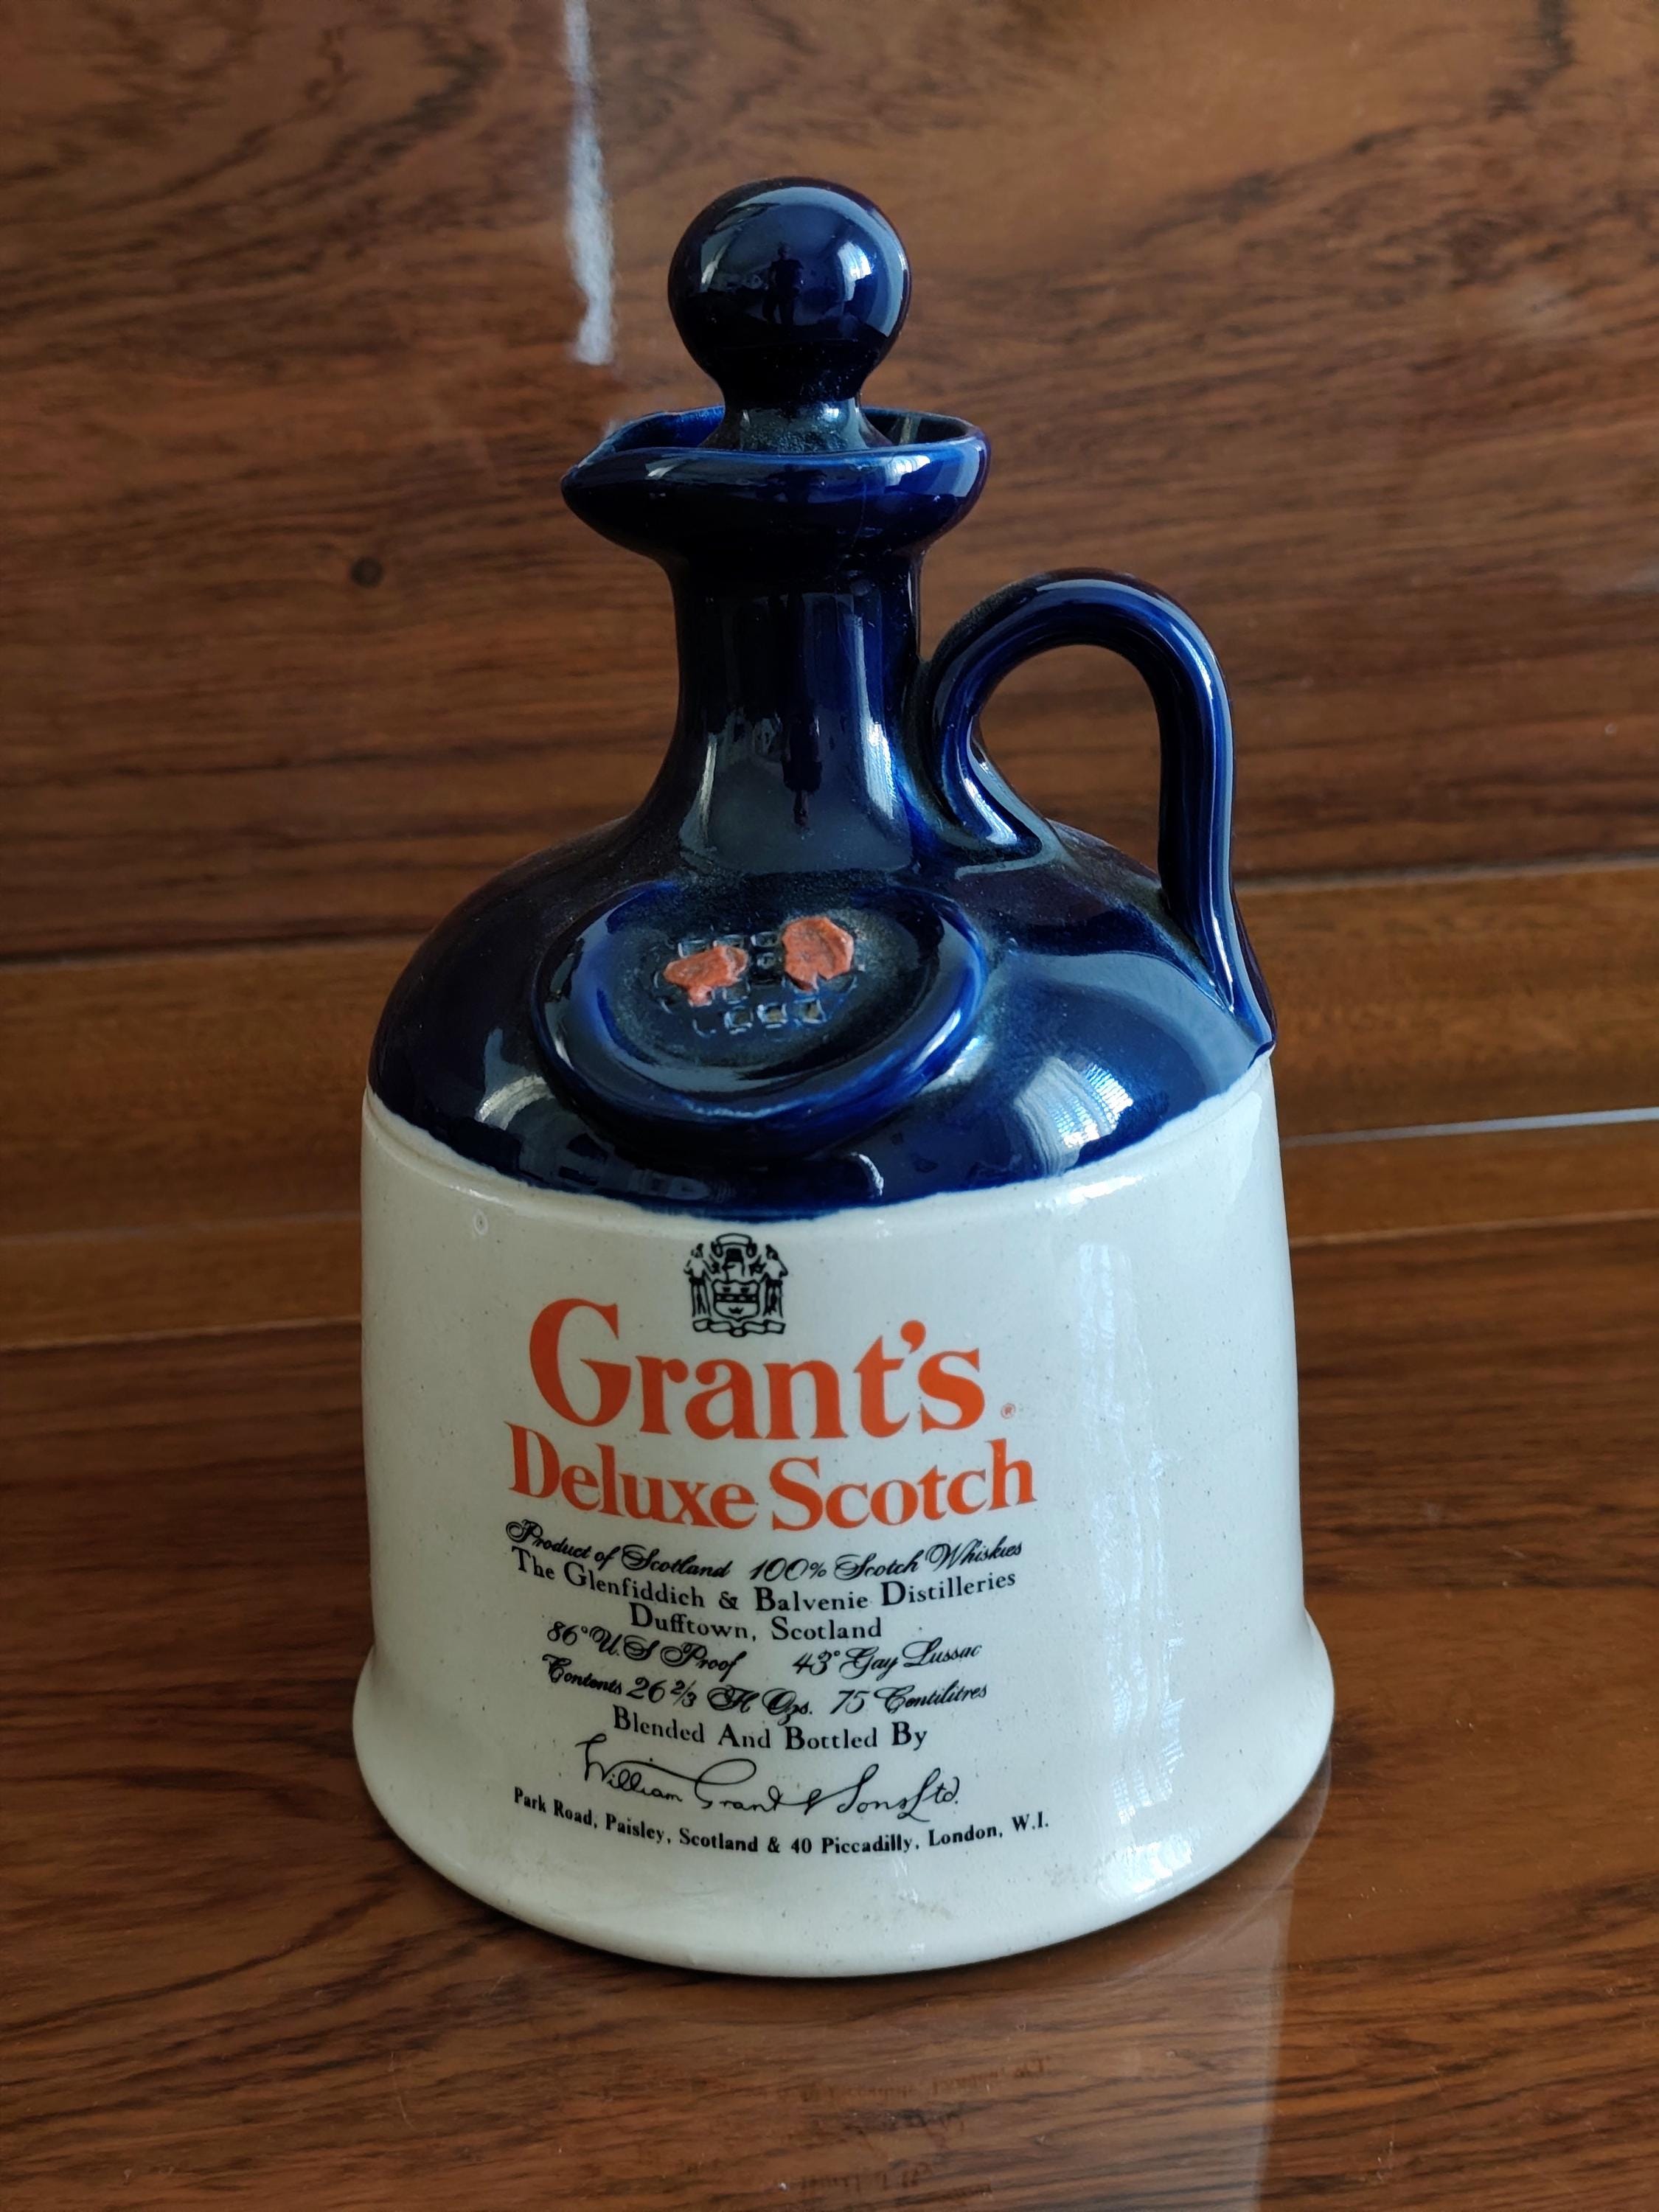 Grant's®
Deluxe Scotch
Product of Scotland 100% Scotch Whiskies
The Glenfiddich & Balvenie Distilleries
Dufftown, Scotland
86° U.S Proof 43° Gay Lussac
Contents 26 2/3 Fl Ozs. 75 Centilitres
Blended And Bottled By
William Grant & Sons Ltd.
Park Road, Paisley, Scotland & 40 Piccadilly, London, W.I.